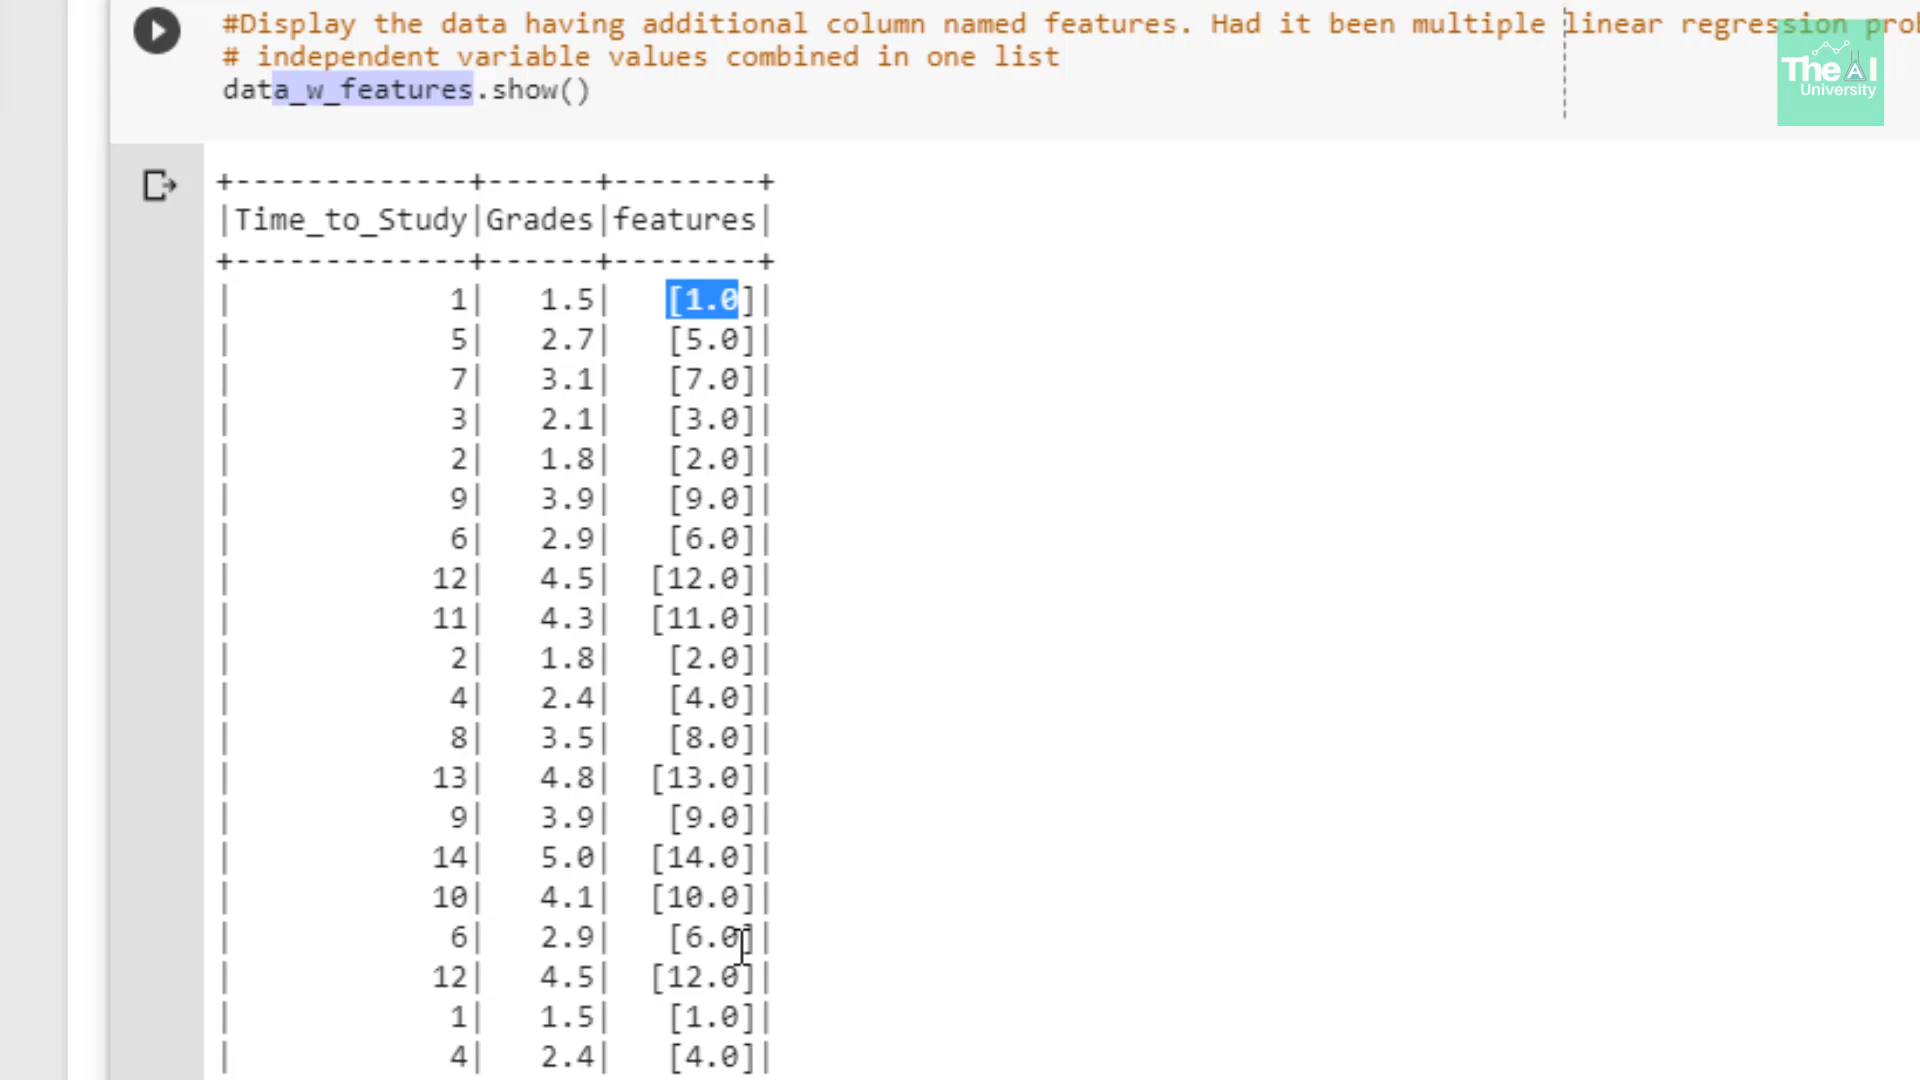 #Display the data having additional column named features. Had it been multiple linear regression
# independent variable values combined in one list
data_w_features.show()
The AI
University
+-------------+------+--------+
|Time_to_Study|Grades|features|
+-------------+------+--------+
|            1|   1.5|   [1.0]|
|            5|   2.7|   [5.0]|
|            7|   3.1|   [7.0]|
|            3|   2.1|   [3.0]|
|            2|   1.8|   [2.0]|
|            9|   3.9|   [9.0]|
|            6|   2.9|   [6.0]|
|           12|   4.5|  [12.0]|
|           11|   4.3|  [11.0]|
|            2|   1.8|   [2.0]|
|            4|   2.4|   [4.0]|
|            8|   3.5|   [8.0]|
|           13|   4.8|  [13.0]|
|            9|   3.9|   [9.0]|
|           14|   5.0|  [14.0]|
|           10|   4.1|  [10.0]|
|            6|   2.9|   [6.0]|
|           12|   4.5|  [12.0]|
|            1|   1.5|   [1.0]|
|            4|   2.4|   [4.0]|